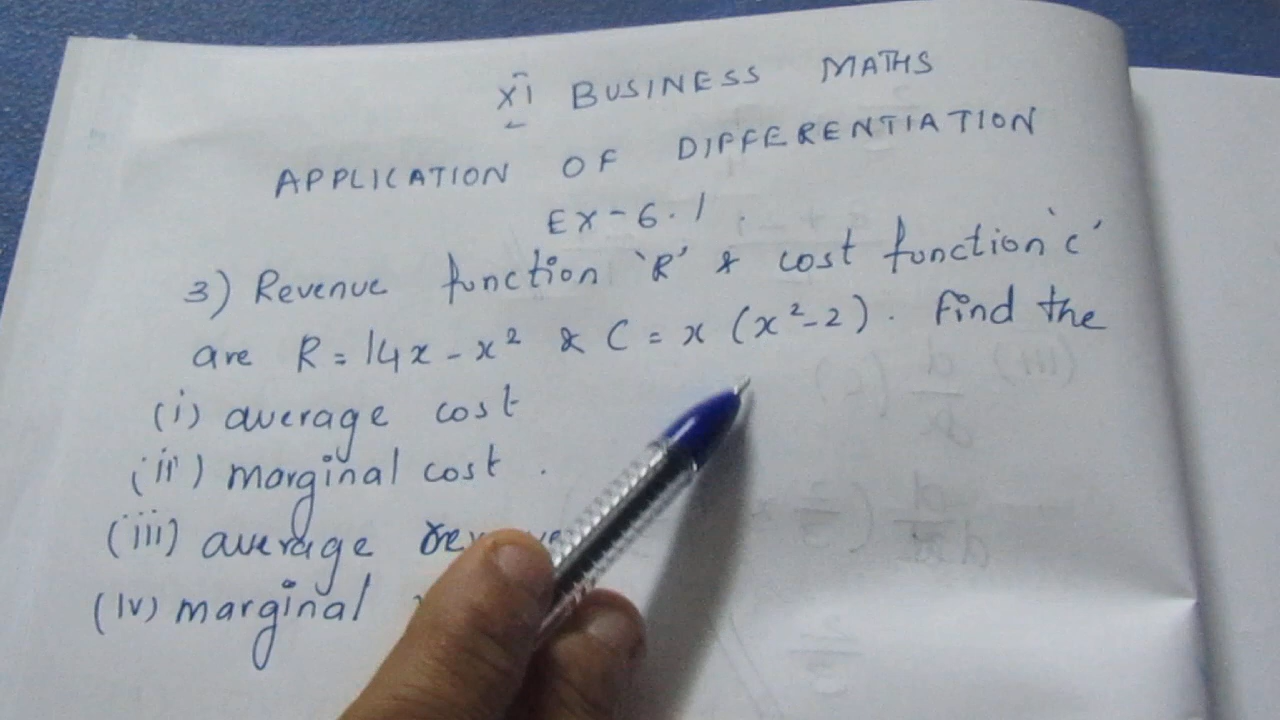 XI BUSINESS MATHS
APPLICATION OF DIFFERENTIATION
EX-6.1.
3) Revenue function 'R' & cost function 'c'
are R = 14x - x² & C = x (x²-2). Find the
(i) average cost
(ii) marginal cost.
(iii) average
(iv) marginal